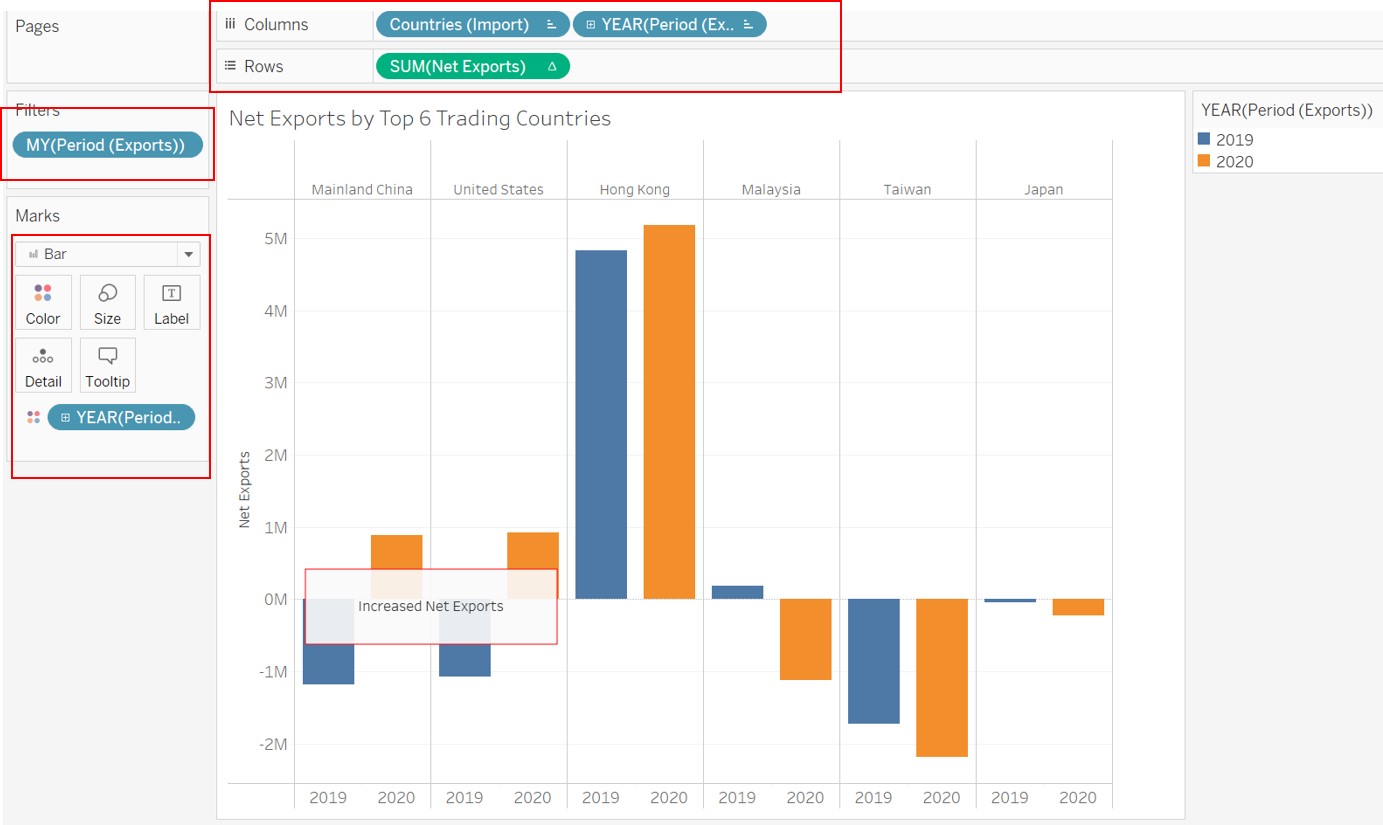 Pages
Columns
Countries (Import)
YEAR(Period (Ex..
Rows
SUM(Net Exports)
Filters
MY(Period (Exports))
Marks
Bar
Color Size Label
Detail Tooltip
YEAR(Period..
Net Exports by Top 6 Trading Countries
Mainland China United States Hong Kong Malaysia Taiwan Japan
Net Exports
5M
4M
3M
2M
1M
0M
-1M
-2M
Increased Net Exports
2019 2020 2019 2020 2019 2020 2019 2020 2019 2020 2019 2020
YEAR(Period (Exports))
2019
2020